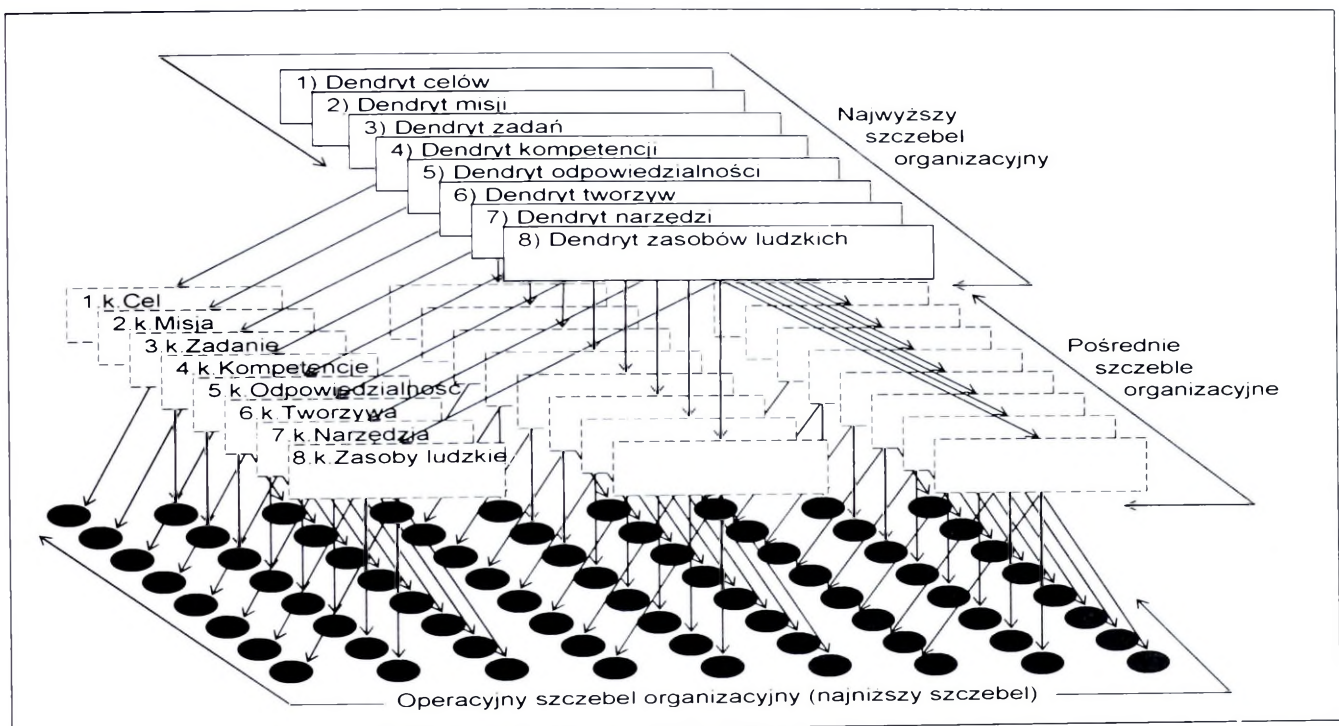 1) Dendryt celów
2) Dendryt misji
3) Dendryt zadań
4) Dendryt kompetencji
5) Dendryt odpowiedzialności
6) Dendryt tworzyw
7) Dendryt narzędzi
8) Dendryt zasobów ludzkich
Najwyższy
szczebel
organizacyjny
1.k.Cel
2.k.Misja
3.k.Zadanie
4.k.Kompetencje
5.k.Odpowiedzialność
6.k.Tworzywa
7.k.Narzędzia
8.k.Zasoby ludzkie
Pośrednie
szczeble
organizacyjne
Operacyjny szczebel organizacyjny (najniższy szczebel)